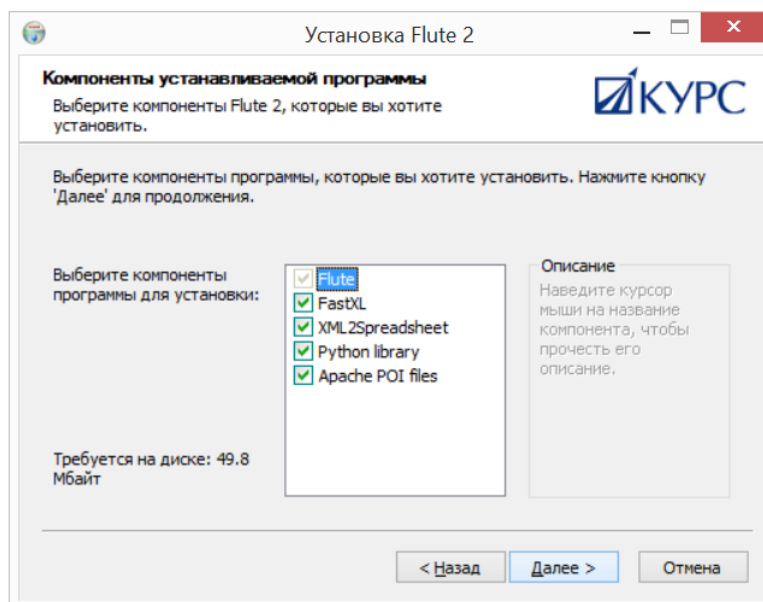 Установка Flute 2
Компоненты устанавливаемой программы
Выберите компоненты Flute 2, которые вы хотите
установить.
КУРС
Выберите компоненты программы, которые вы хотите установить. Нажмите кнопку
'Далее' для продолжения.
Выберите компоненты
программы для установки:
Flute
FastXL
XML2Spreadsheet
Python library
Apache POI files
Описание
Наведите курсор
мыши на название
компонента, чтобы
прочесть его
описание.
Требуется на диске: 49.8
Мбайт
< Назад
Далее >
Отмена